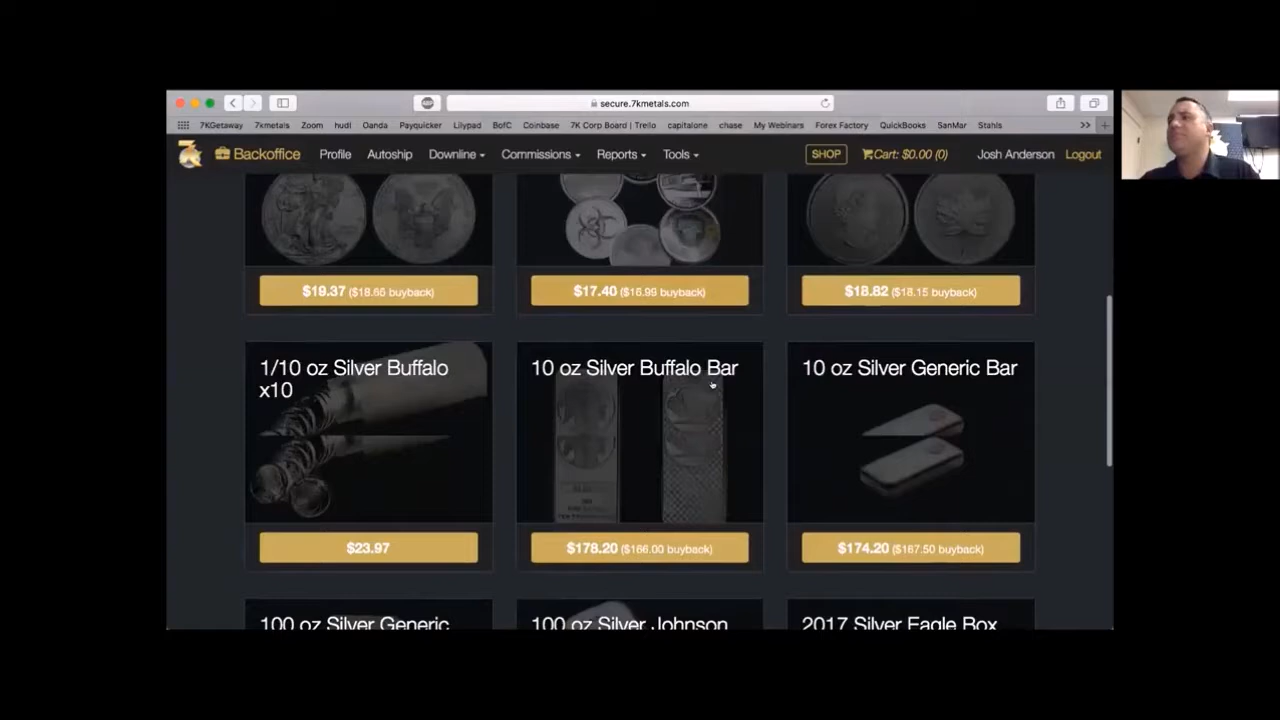 secure.7kmetals.com
7KGetaway 7kmetals Zoom hudl Oanda Payquicker Lilypad BofC Coinbase 7K Corp Board | Trello capitalone chase My Webinars Forex Factory QuickBooks SanMar Stahls
Backoffice Profile Autoship Downline Commissions Reports Tools SHOP Cart: $0.00 (0) Josh Anderson Logout
$19.37 ($18.65 buyback) $17.40 ($16.99 buyback) $18.82 ($18.15 buyback)
1/10 oz Silver Buffalo x10
10 oz Silver Buffalo Bar
10 oz Silver Generic Bar
$23.97 $178.20 ($166.00 buyback) $174.20 ($167.50 buyback)
100 oz Silver Generic 100 oz Silver Johnson 2017 Silver Eagle Box